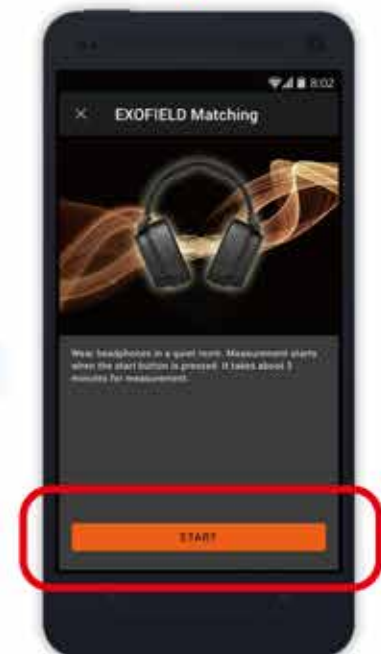 8:02
EXOFIELD Matching
Wear headphones in a quiet room. Measurement starts
when the start button is pressed. It takes about 3
minutes for measurement.
START